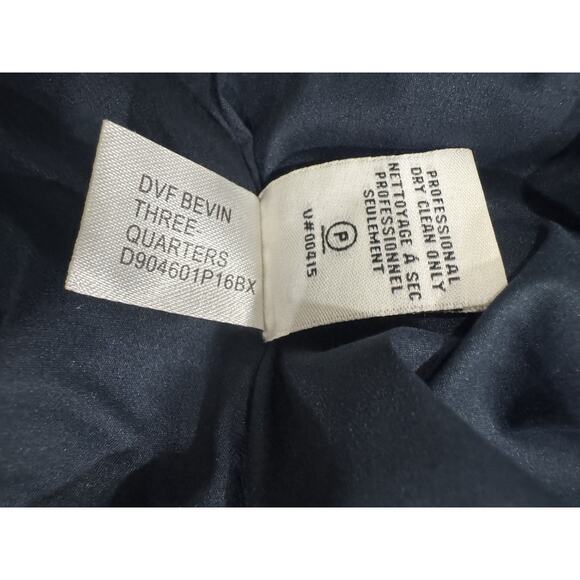 DVF BEVIN
THREE-
QUARTERS
D904601P16BX
PROFESSIONAL
DRY CLEAN ONLY
NETTOYAGE À SEC
PROFESSIONNEL
SEULEMENT
P
U#00415